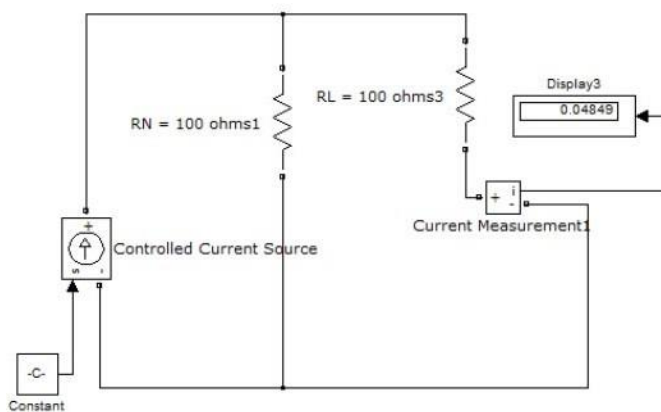 Display3
0.04849
RL = 100 ohms3
RN = 100 ohms1
+ i
-
Current Measurement1
+
Controlled Current Source
s -
-C-
Constant